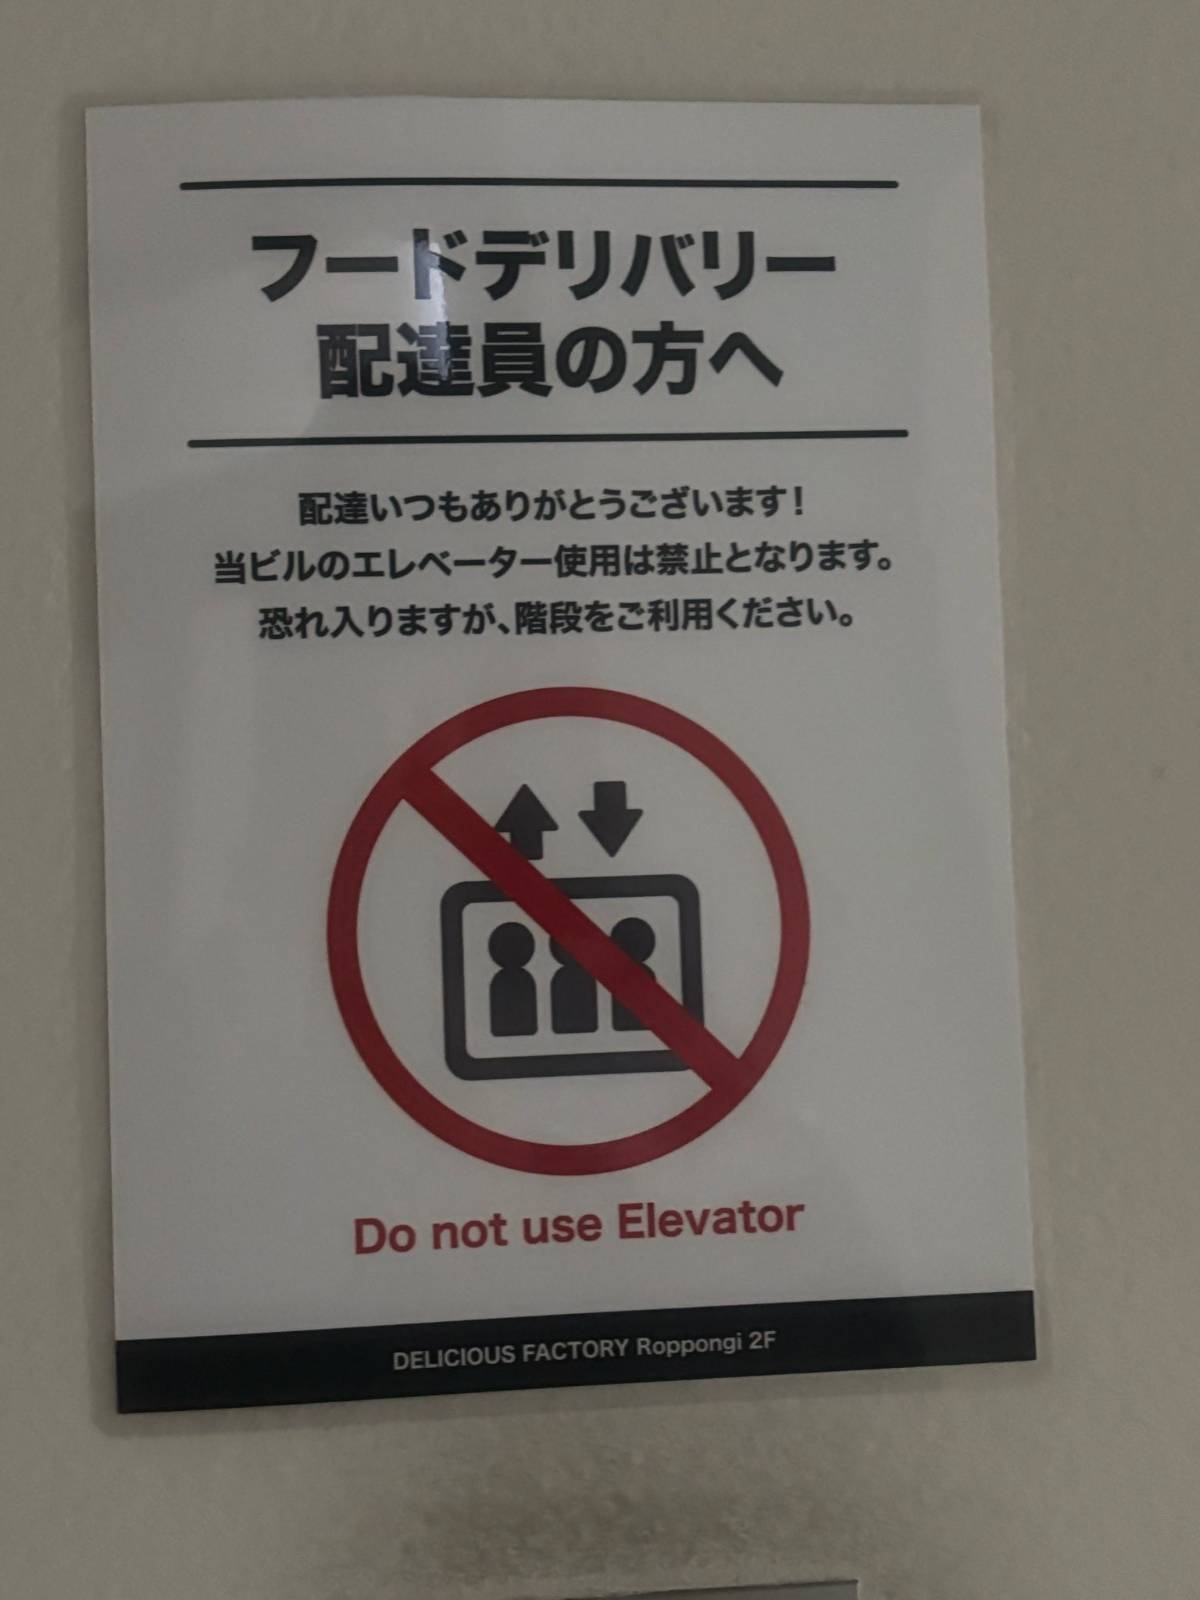 フードデリバリー
配達員の方へ
配達いつもありがとうございます!
当ビルのエレベーター使用は禁止となります。
恐れ入りますが、階段をご利用ください。
Do not use Elevator
DELICIOUS FACTORY Roppongi 2F